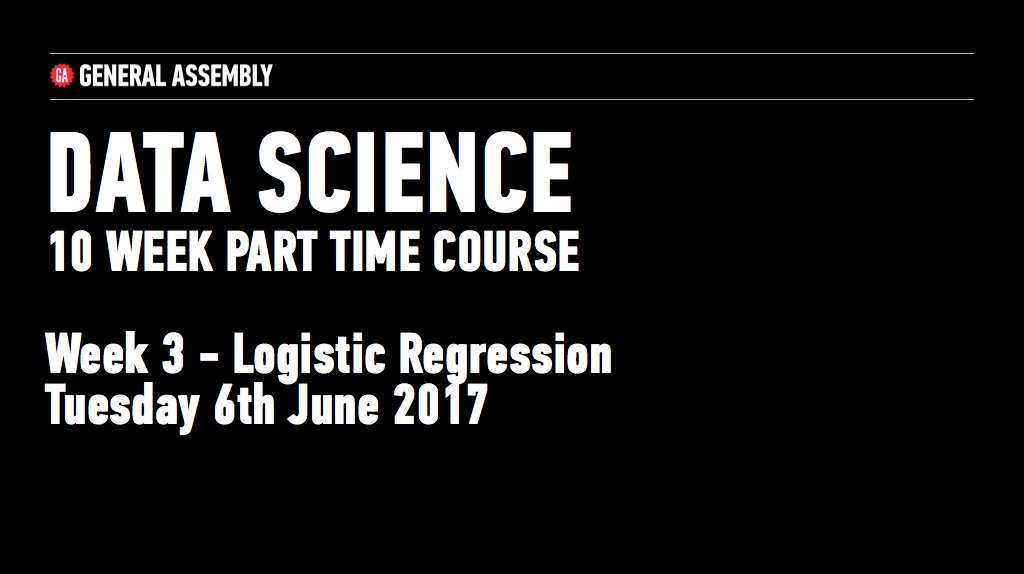 GA GENERAL ASSEMBLY
DATA SCIENCE
10 WEEK PART TIME COURSE
Week 3 – Logistic Regression
Tuesday 6th June 2017